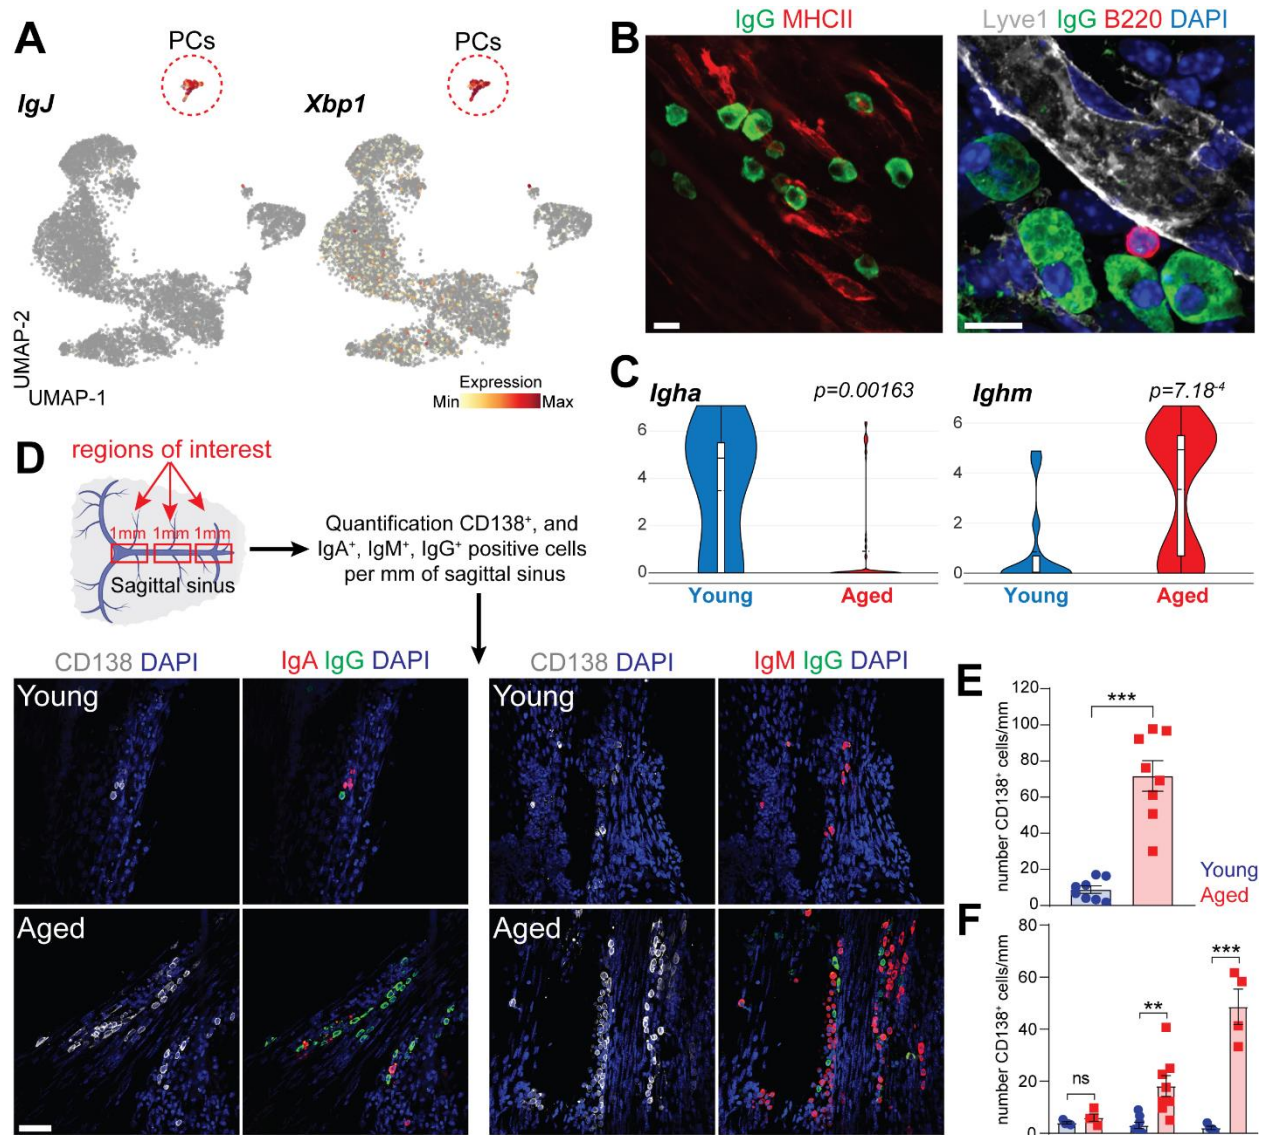 A
PCs
PCs
IgJ
Xbp1
UMAP-2
UMAP-1
Expression
Min
Max
B
IgG MHCII
Lyve1 IgG B220 DAPI
C
Igha
p=0.00163
Ighm
p=7.18⁻⁴
6
4
2
0
6
4
2
0
Young
Aged
Young
Aged
D
regions of interest
1mm 1mm 1mm
Sagittal sinus
Quantification CD138⁺, and
IgA⁺, IgM⁺, IgG⁺ positive cells
per mm of sagittal sinus
CD138 DAPI
IgA IgG DAPI
CD138 DAPI
IgM IgG DAPI
Young
Young
Aged
Aged
E
number CD138⁺ cells/mm
120
100
80
60
40
20
0
***
Young
Aged
F
number CD138⁺ cells/mm
80
60
40
20
0
ns
**
***